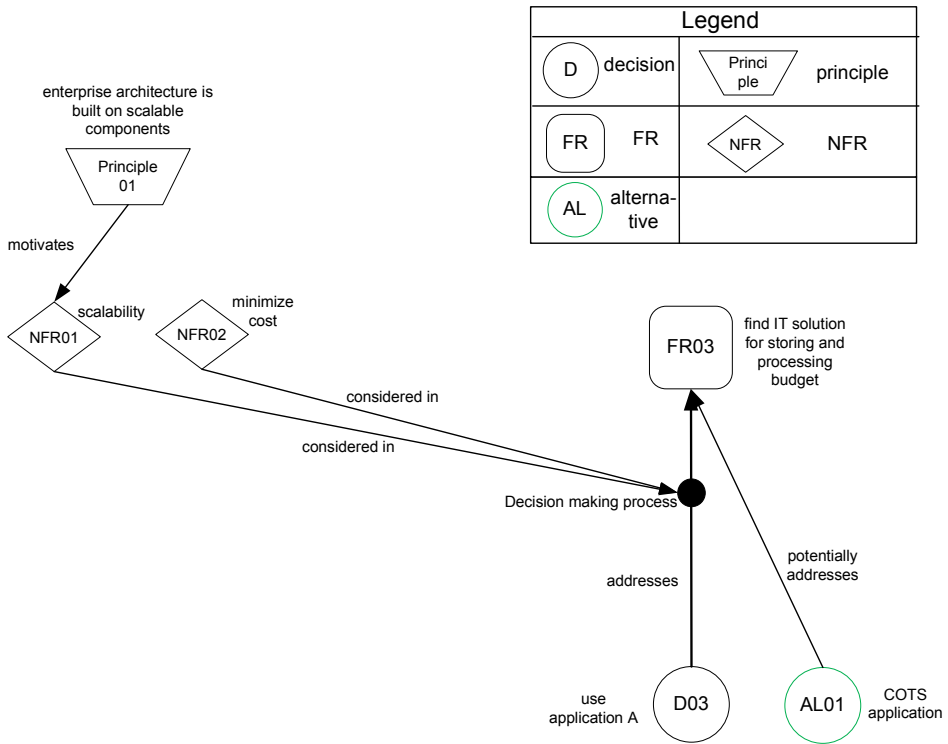 Legend
D
decision
Princi
ple
principle
FR
FR
NFR
NFR
AL
alterna-
tive
enterprise architecture is
built on scalable
components
Principle
01
motivates
NFR01
scalability
NFR02
minimize
cost
FR03
find IT solution
for storing and
processing
budget
considered in
considered in
Decision making process
addresses
potentially
addresses
use
application A
D03
AL01
COTS
application